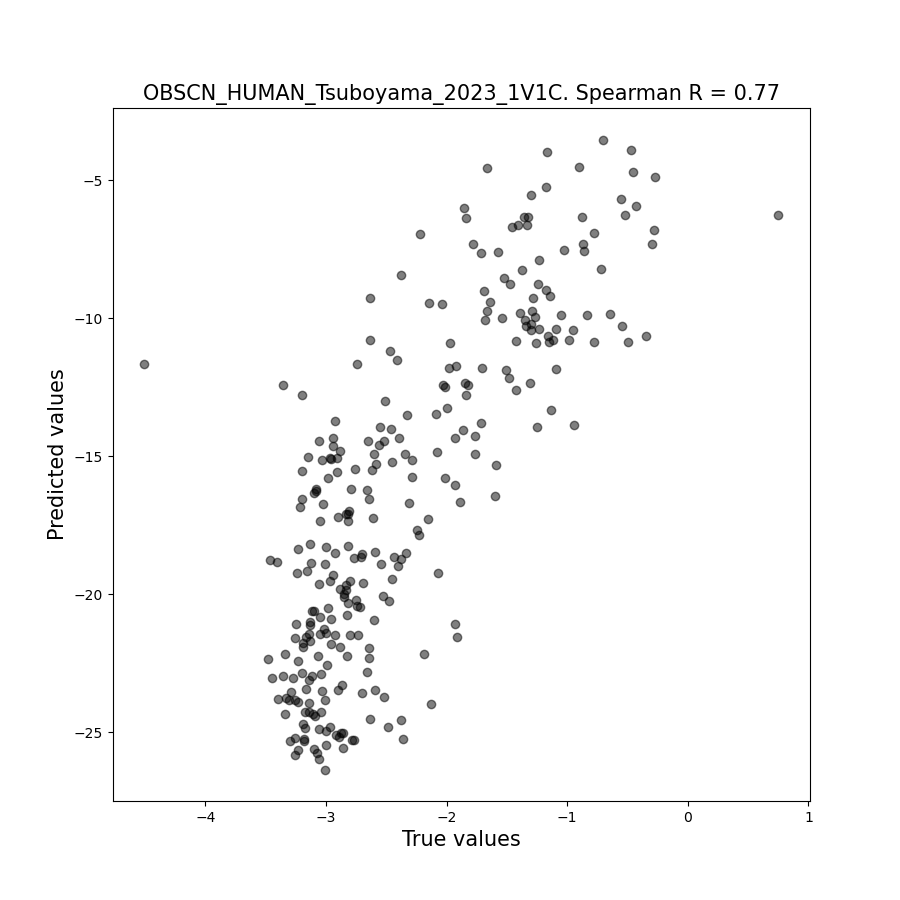 OBSCN_HUMAN_Tsuboyama_2023_1V1C. Spearman R = 0.77
−5
−10
−15
−20
−25
Predicted values
−4 −3 −2 −1 0 1
True values